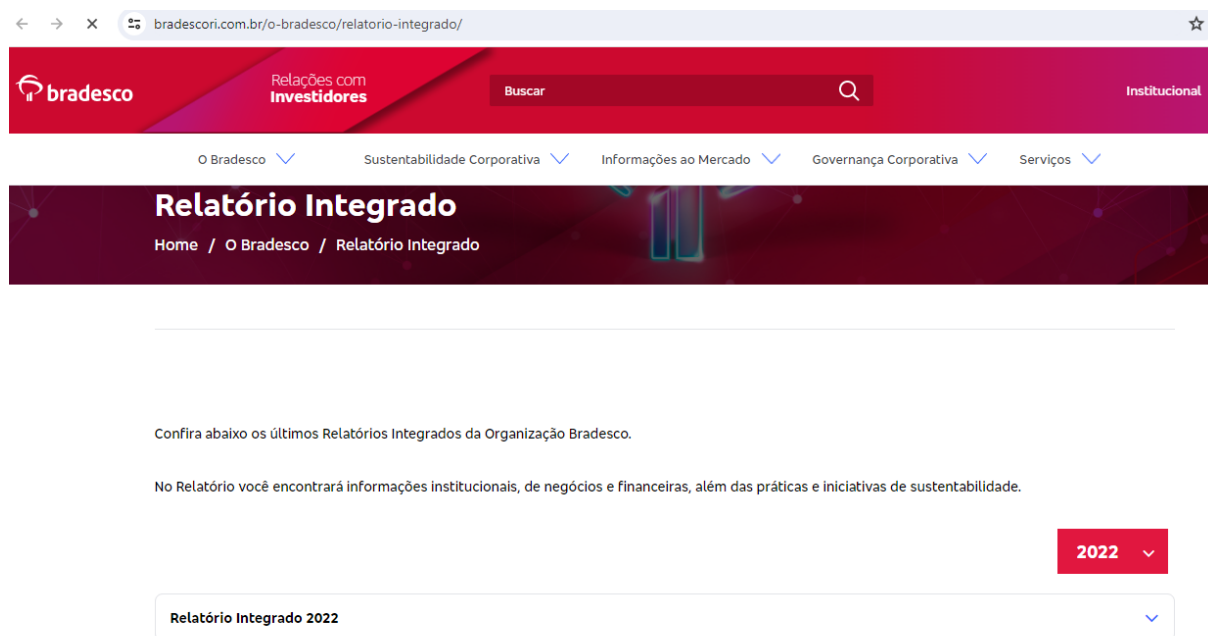 bradescori.com.br/o-bradesco/relatorio-integrado/
bradesco
Relações com
Investidores
Buscar
Institucional
O Bradesco
Sustentabilidade Corporativa
Informações ao Mercado
Governança Corporativa
Serviços
Relatório Integrado
Home / O Bradesco / Relatório Integrado
Confira abaixo os últimos Relatórios Integrados da Organização Bradesco.
No Relatório você encontrará informações institucionais, de negócios e financeiras, além das práticas e iniciativas de sustentabilidade.
2022
Relatório Integrado 2022